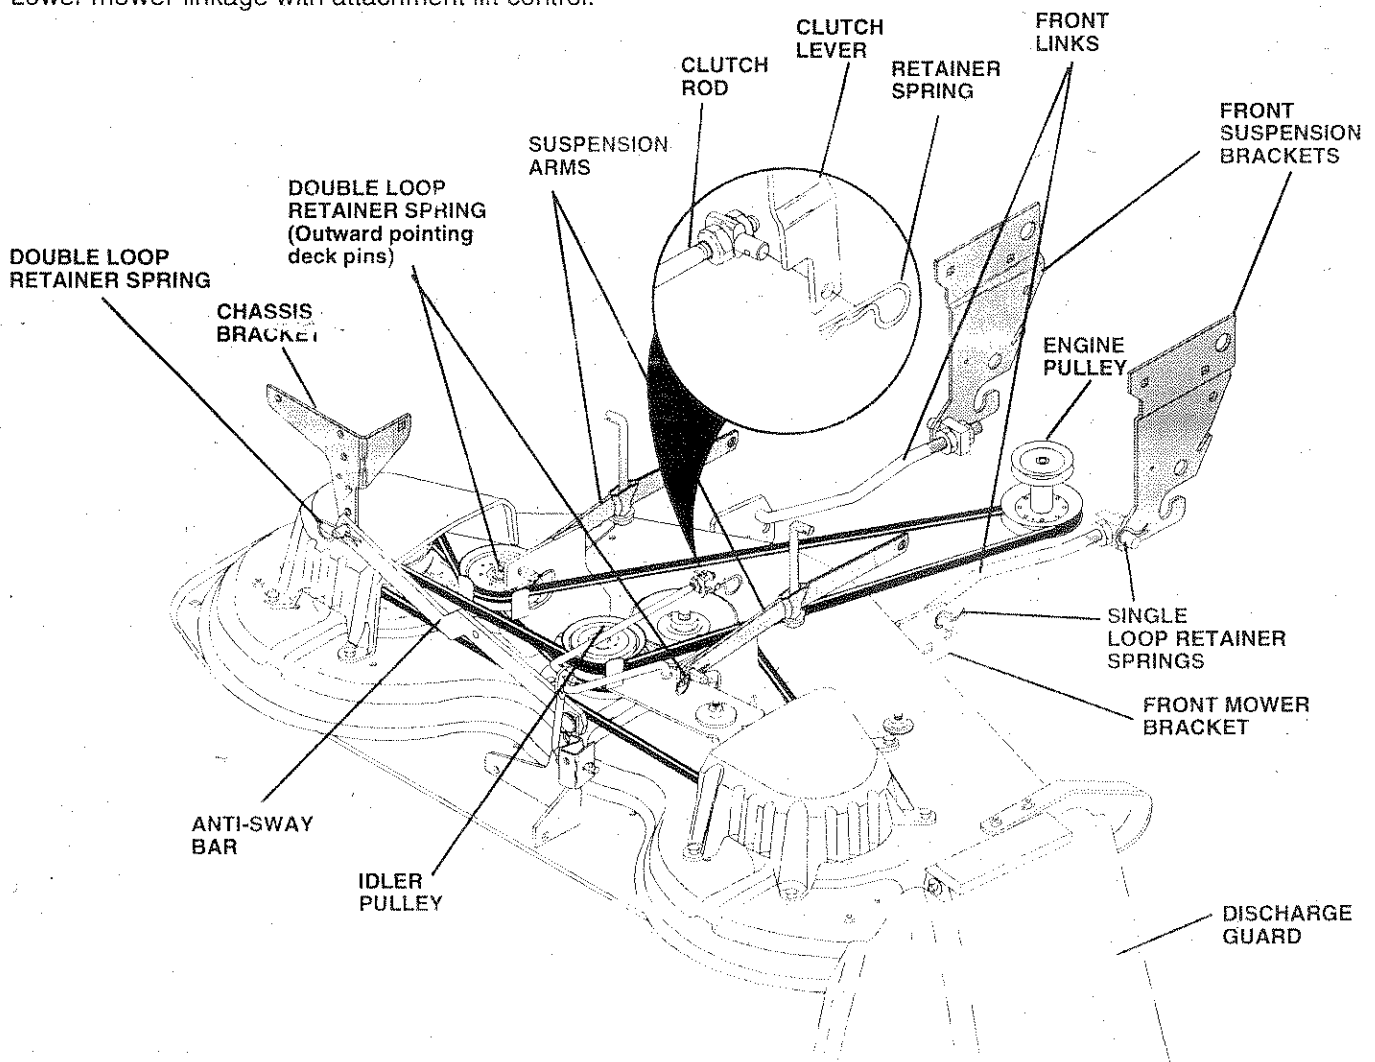 Lower mower linkage with attachment lift control.
CLUTCH
LEVER
FRONT
LINKS
CLUTCH
ROD
RETAINER
SPRING
FRONT
SUSPENSION
BRACKETS
SUSPENSION
ARMS
DOUBLE LOOP
RETAINER SPRING
(Outward pointing
deck pins)
DOUBLE LOOP
RETAINER SPRING
CHASSIS
BRACKET
ENGINE
PULLEY
SINGLE
LOOP RETAINER
SPRINGS
FRONT MOWER
BRACKET
ANTI-SWAY
BAR
IDLER
PULLEY
DISCHARGE
GUARD